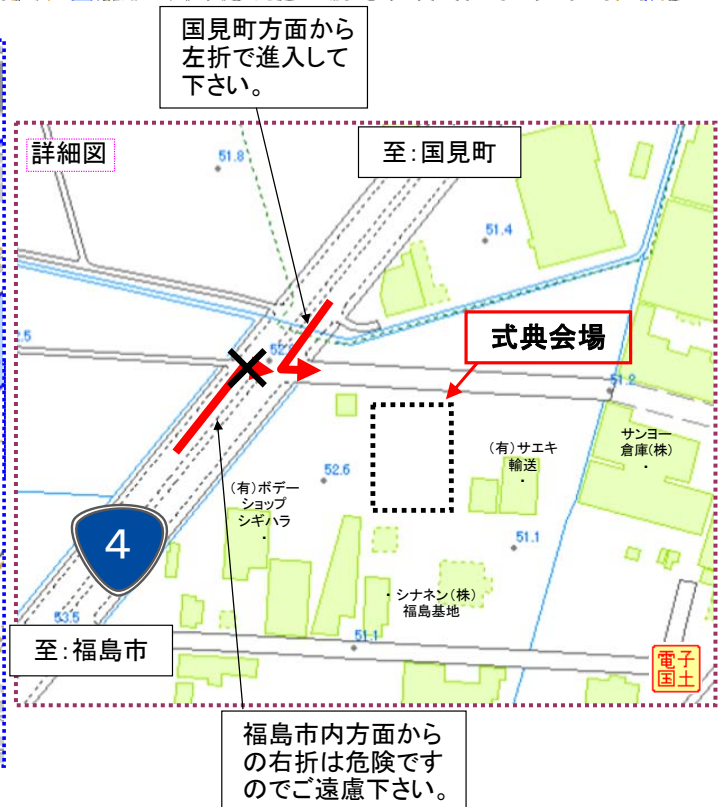 国見町方面から
左折で進入して
下さい。
詳細図
至：国見町
51.8
51.4
式典会場
51.2
サンヨー
倉庫(株)
(有)サエキ
輸送
52.6
(有)ボデー
ショップ
シギハラ
4
51.1
シナネン(株)
福島基地
53.5
至：福島市
51.1
電子
国土
福島市内方面から
の右折は危険です
のでご遠慮下さい。